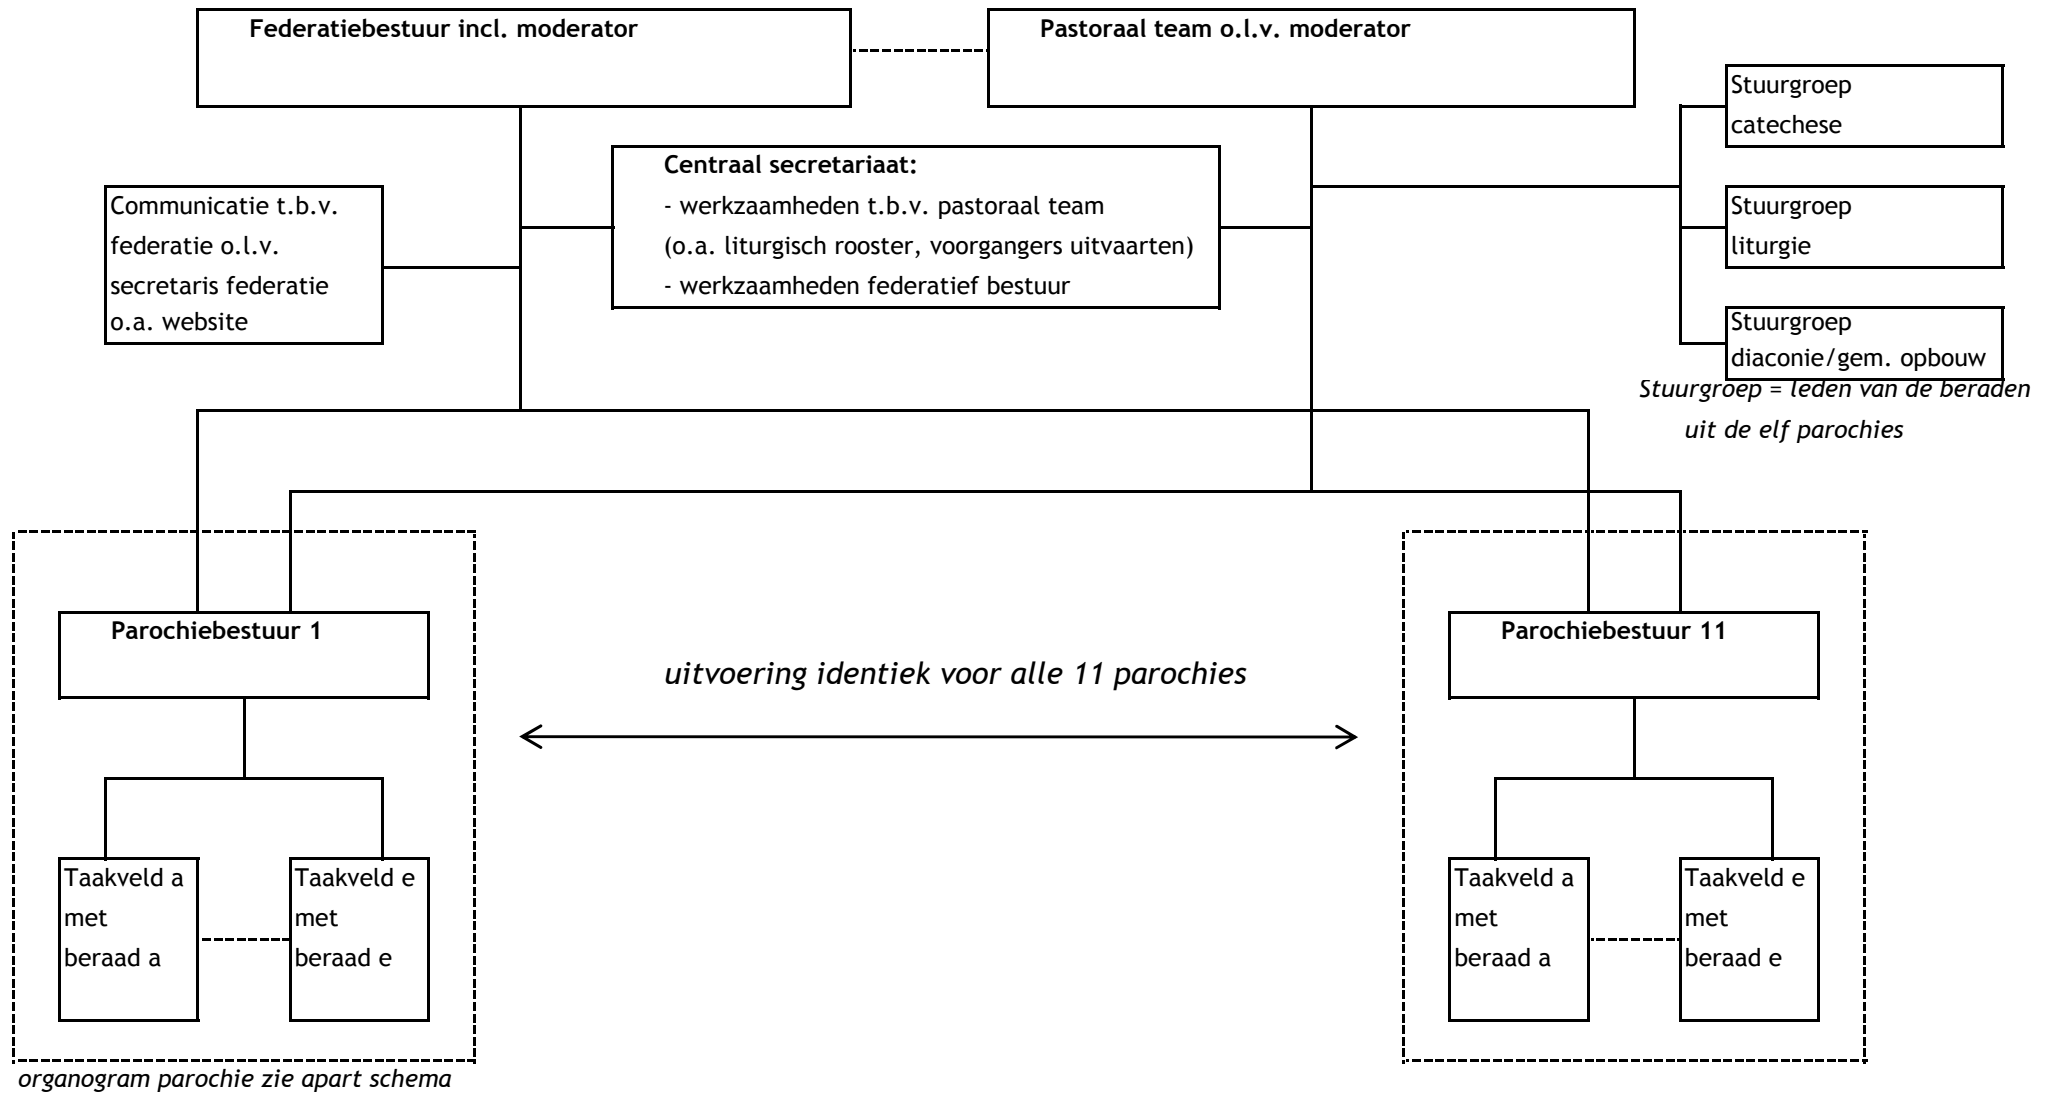 Federatiebestuur incl. moderator
Pastoraal team o.l.v. moderator
Stuurgroep
catechese
Centraal secretariaat:
- werkzaamheden t.b.v. pastoraal team
(o.a. liturgisch rooster, voorgangers uitvaarten)
- werkzaamheden federatief bestuur
Communicatie t.b.v.
federatie o.l.v.
secretaris federatie
o.a. website
Stuurgroep
liturgie
Stuurgroep
diaconie/gem. opbouw
Stuurgroep = leden van de beraden
uit de elf parochies
Parochiebestuur 1
uitvoering identiek voor alle 11 parochies
Parochiebestuur 11
Taakveld a
met
beraad a
Taakveld e
met
beraad e
Taakveld a
met
beraad a
Taakveld e
met
beraad e
organogram parochie zie apart schema